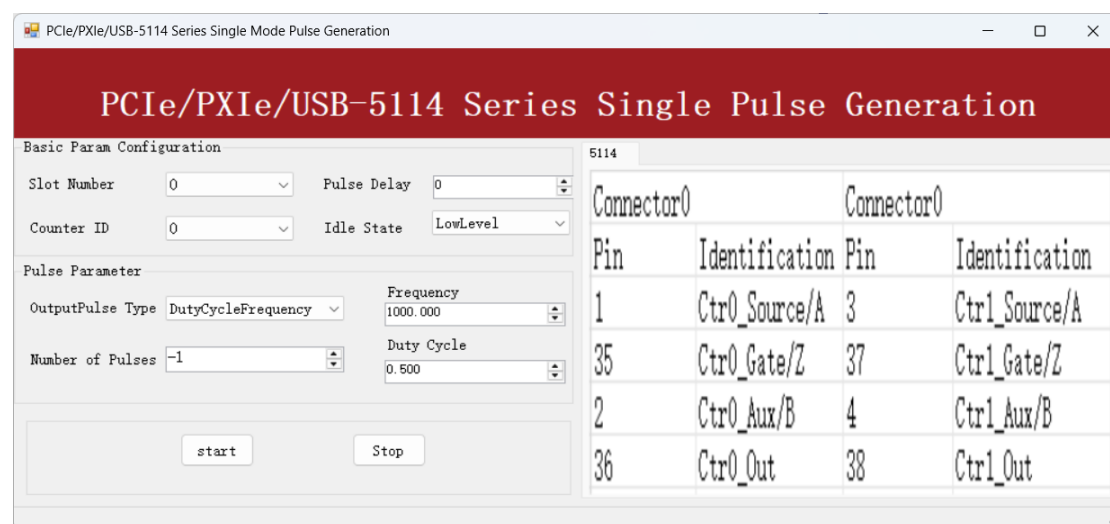 PCIe/PXIe/USB-5114 Series Single Mode Pulse Generation
PCIe/PXIe/USB-5114 Series Single Pulse Generation
Basic Param Configuration
Slot Number 0 Pulse Delay 0
Counter ID 0 Idle State LowLevel
Pulse Parameter
OutputPulse Type DutyCycleFrequency
Frequency
1000.000
Number of Pulses -1
Duty Cycle
0.500
start Stop
5114
Connector0 Connector0
Pin Identification Pin Identification
1 Ctr0_Source/A 3 Ctr1_Source/A
35 Ctr0_Gate/Z 37 Ctr1_Gate/Z
2 Ctr0_Aux/B 4 Ctr1_Aux/B
36 Ctr0_Out 38 Ctr1_Out